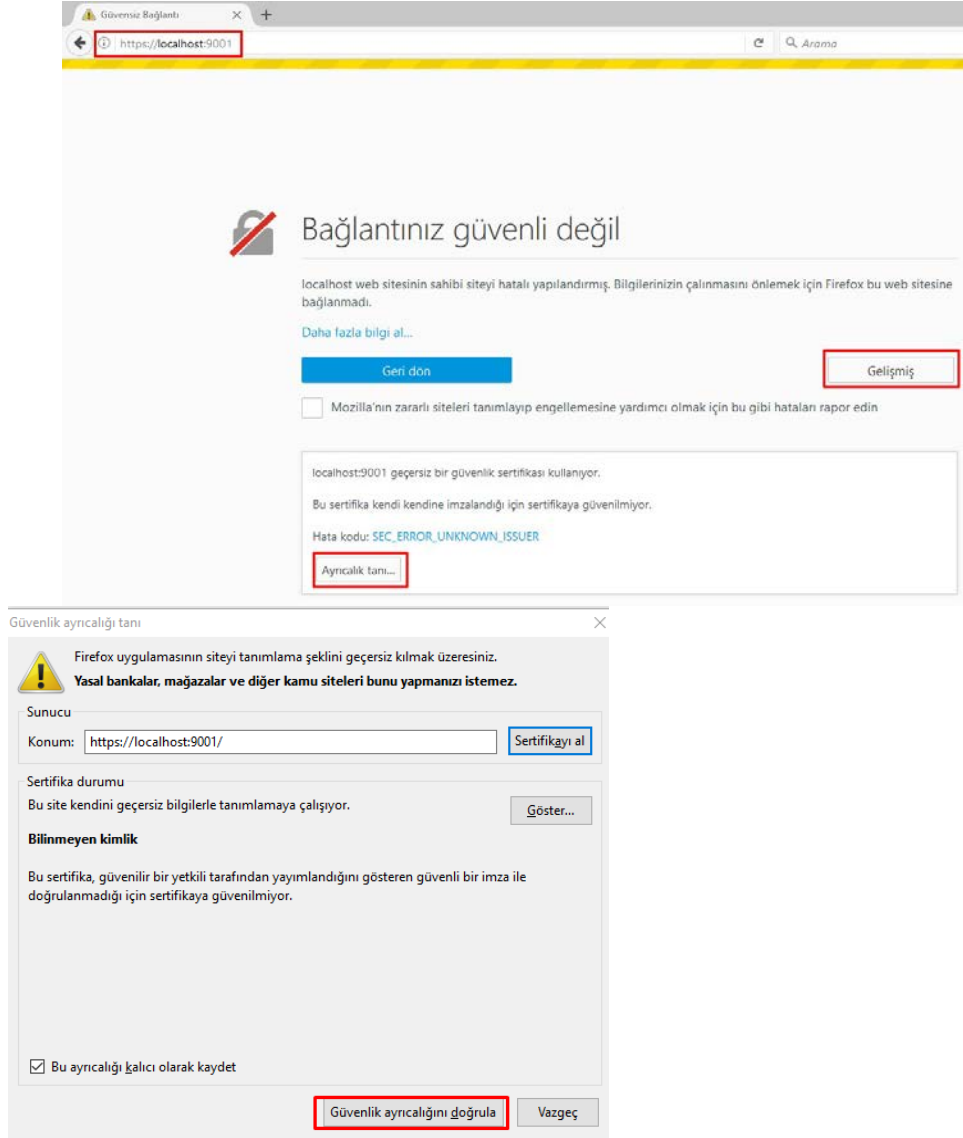 Güvensiz Bağlantı
https://localhost:9001
Arama
Bağlantınız güvenli değil
localhost web sitesinin sahibi siteyi hatalı yapılandırmış. Bilgilerinizin çalınmasını önlemek için Firefox bu web sitesine
bağlanmadı.
Daha fazla bilgi al...
Geri dön
Gelişmiş
Mozilla'nın zararlı siteleri tanımlayıp engellemesine yardımcı olmak için bu gibi hataları rapor edin
localhost:9001 geçersiz bir güvenlik sertifikası kullanıyor.
Bu sertifika kendi kendine imzalandığı için sertifikaya güvenilmiyor.
Hata kodu: SEC_ERROR_UNKNOWN_ISSUER
Ayrıcalık tanı...
Güvenlik ayrıcalığı tanı
Firefox uygulamasının siteyi tanımlama şeklini geçersiz kılmak üzeresiniz.
Yasal bankalar, mağazalar ve diğer kamu siteleri bunu yapmanızı istemez.
Sunucu
Konum: https://localhost:9001/ Sertifikayı al
Sertifika durumu
Bu site kendini geçersiz bilgilerle tanımlamaya çalışıyor.
Göster...
Bilinmeyen kimlik
Bu sertifika, güvenilir bir yetkili tarafından yayımlandığını gösteren güvenli bir imza ile
doğrulanmadığı için sertifikaya güvenilmiyor.
Bu ayrıcalığı kalıcı olarak kaydet
Güvenlik ayrıcalığını doğrula Vazgeç